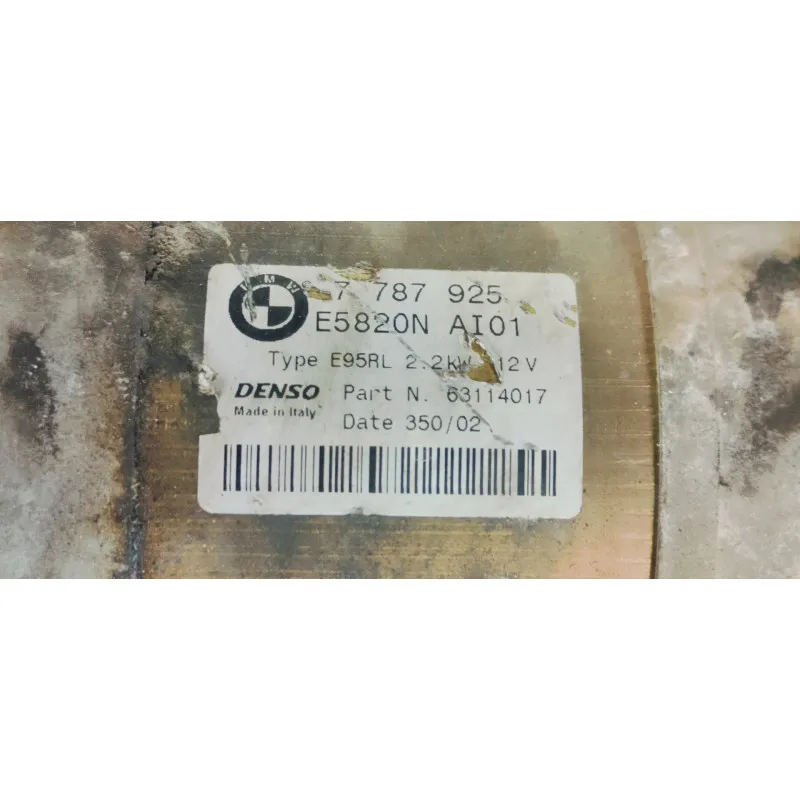 BMW
7 787 925
E5820N AI01
Type E95RL 2.2kW 12V
DENSO Part N. 63114017
Made in Italy
Date 350/02